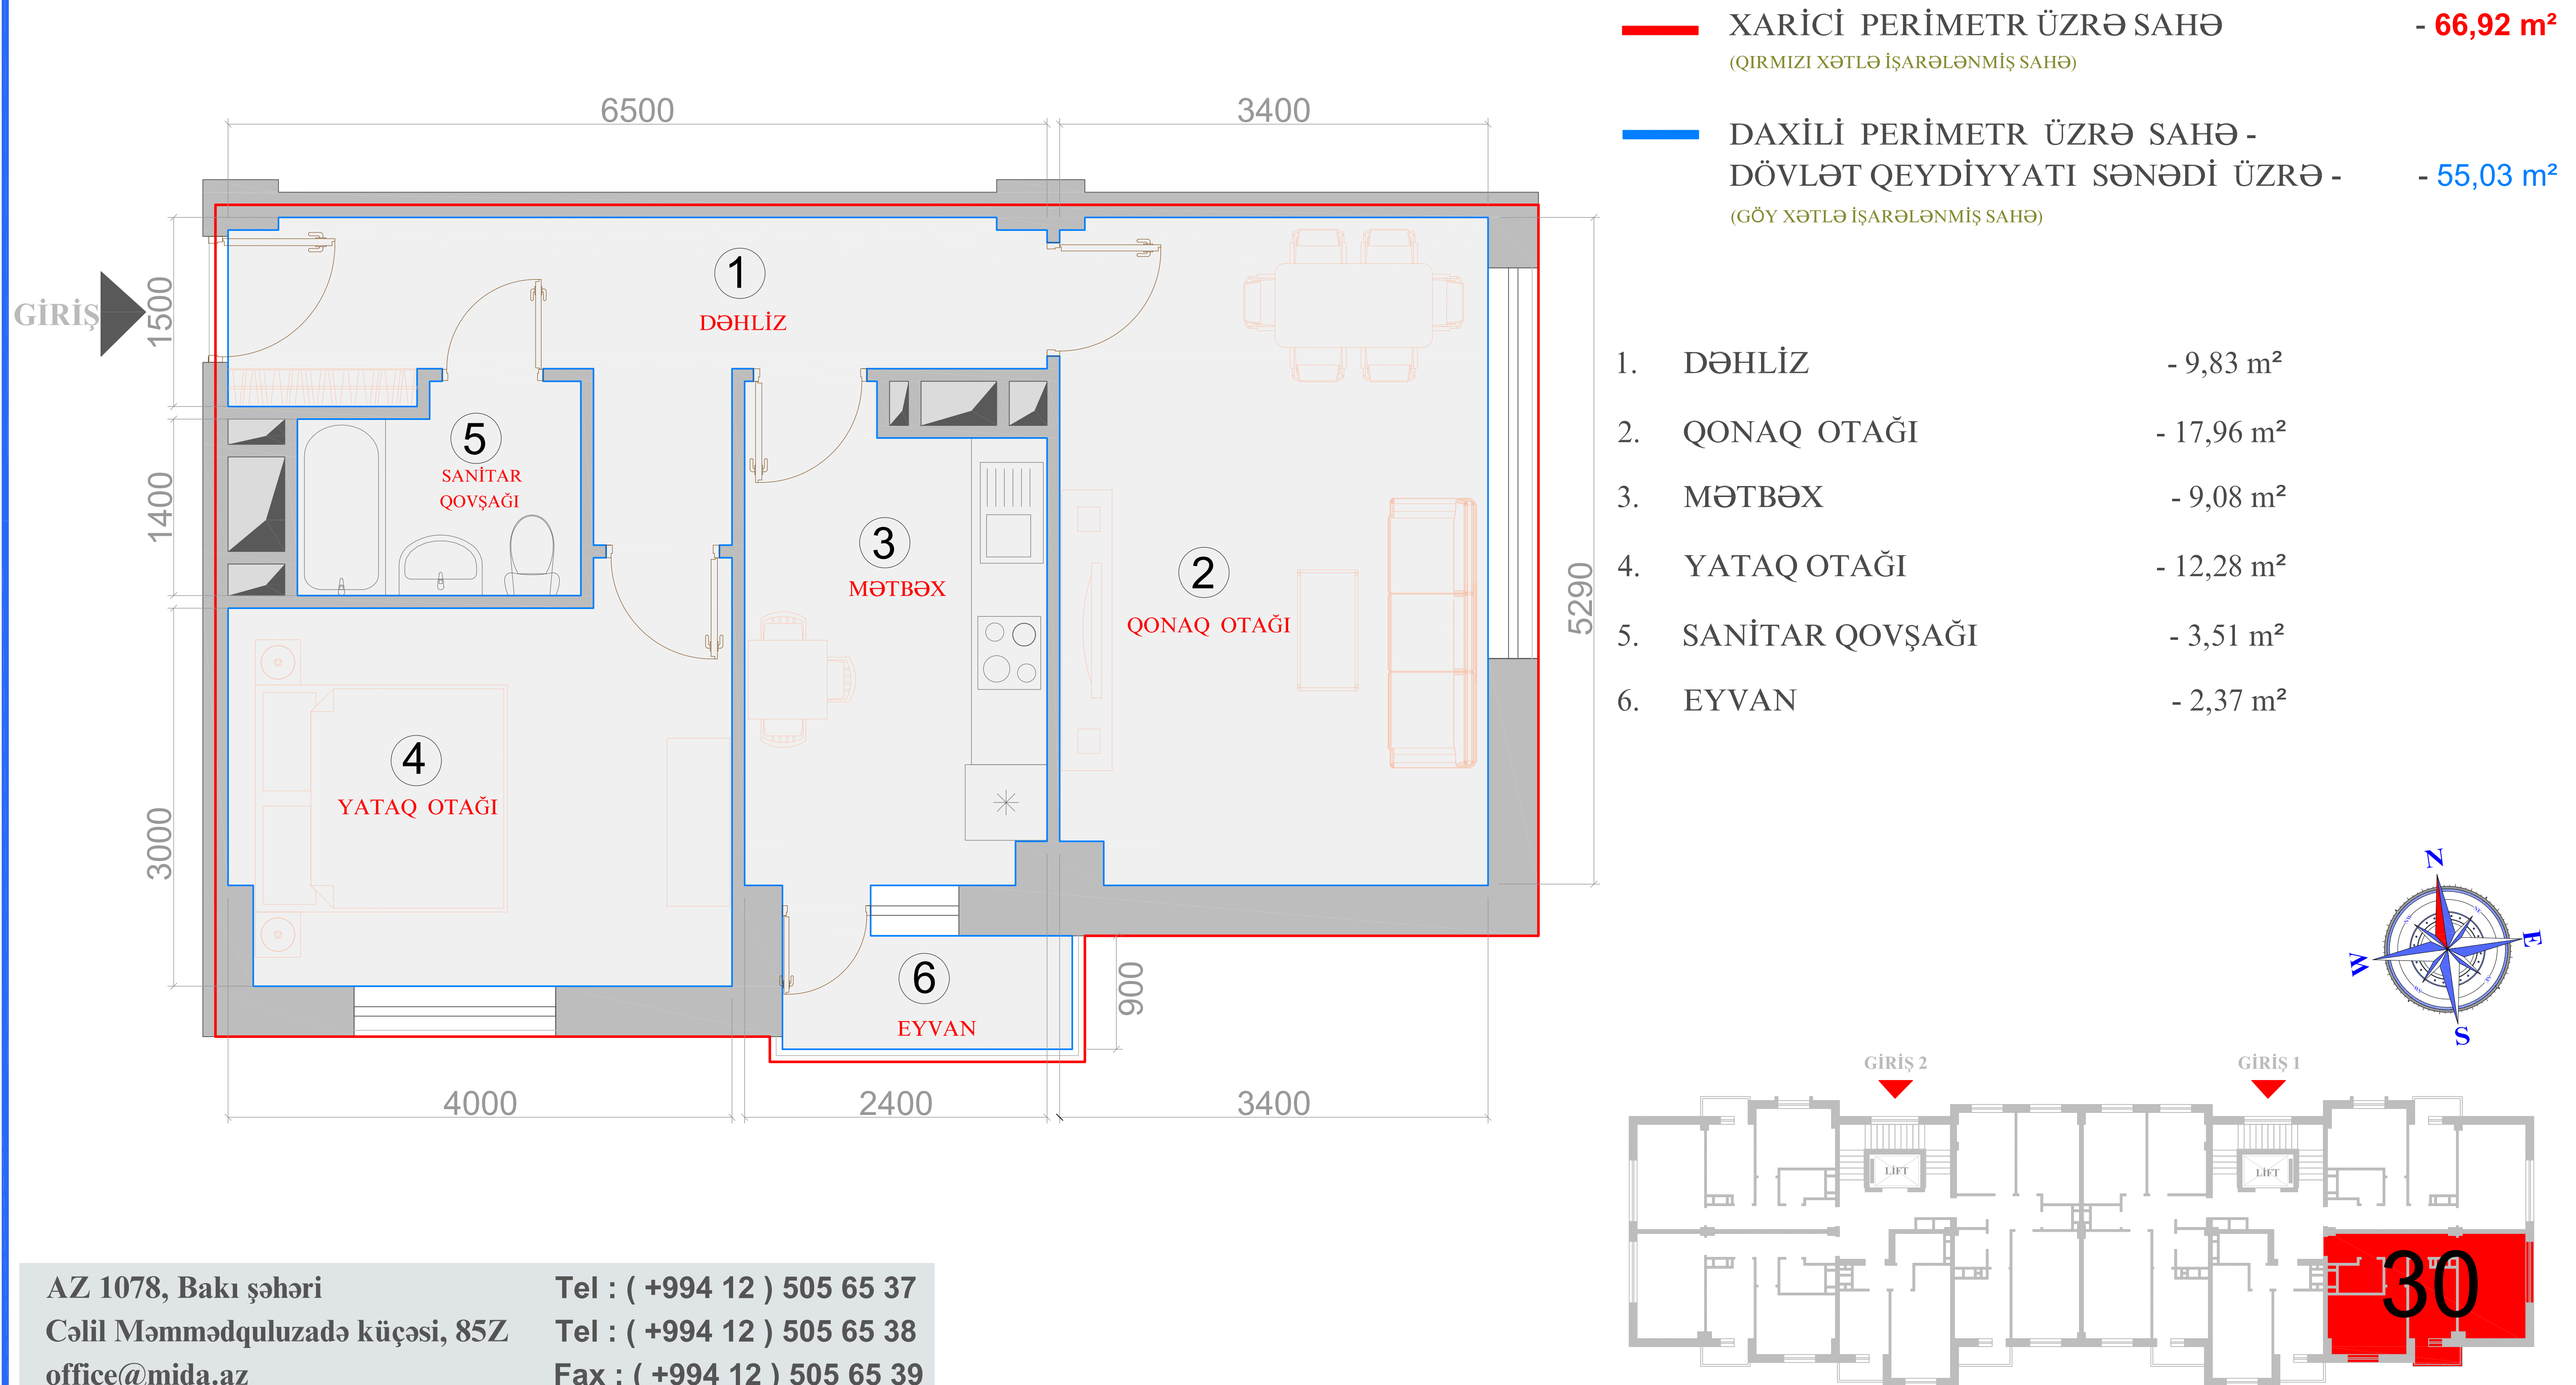 XARİCİ PERİMETR ÜZRƏ SAHƏ - 66,92 m²
(QIRMIZI XƏTLƏ İŞARƏLƏNMİŞ SAHƏ)
DAXİLİ PERİMETR ÜZRƏ SAHƏ -
DÖVLƏT QEYDİYYATI SƏNƏDİ ÜZRƏ - - 55,03 m²
(GÖY XƏTLƏ İŞARƏLƏNMİŞ SAHƏ)
6500
3400
GİRİŞ
1500
1400
3000
1
DƏHLİZ
5
SANİTAR
QOVŞAĞI
3
MƏTBƏX
2
QONAQ OTAĞI
4
YATAQ OTAĞI
6
EYVAN
5290
900
4000
2400
3400
1. DƏHLİZ - 9,83 m²
2. QONAQ OTAĞI - 17,96 m²
3. MƏTBƏX - 9,08 m²
4. YATAQ OTAĞI - 12,28 m²
5. SANİTAR QOVŞAĞI - 3,51 m²
6. EYVAN - 2,37 m²
N
E
W
S
GİRİŞ 2
GİRİŞ 1
LİFT
LİFT
30
AZ 1078, Bakı şəhəri
Cəlil Məmmədquluzadə küçəsi, 85Z
office@mida.az
Tel : ( +994 12 ) 505 65 37
Tel : ( +994 12 ) 505 65 38
Fax : ( +994 12 ) 505 65 39